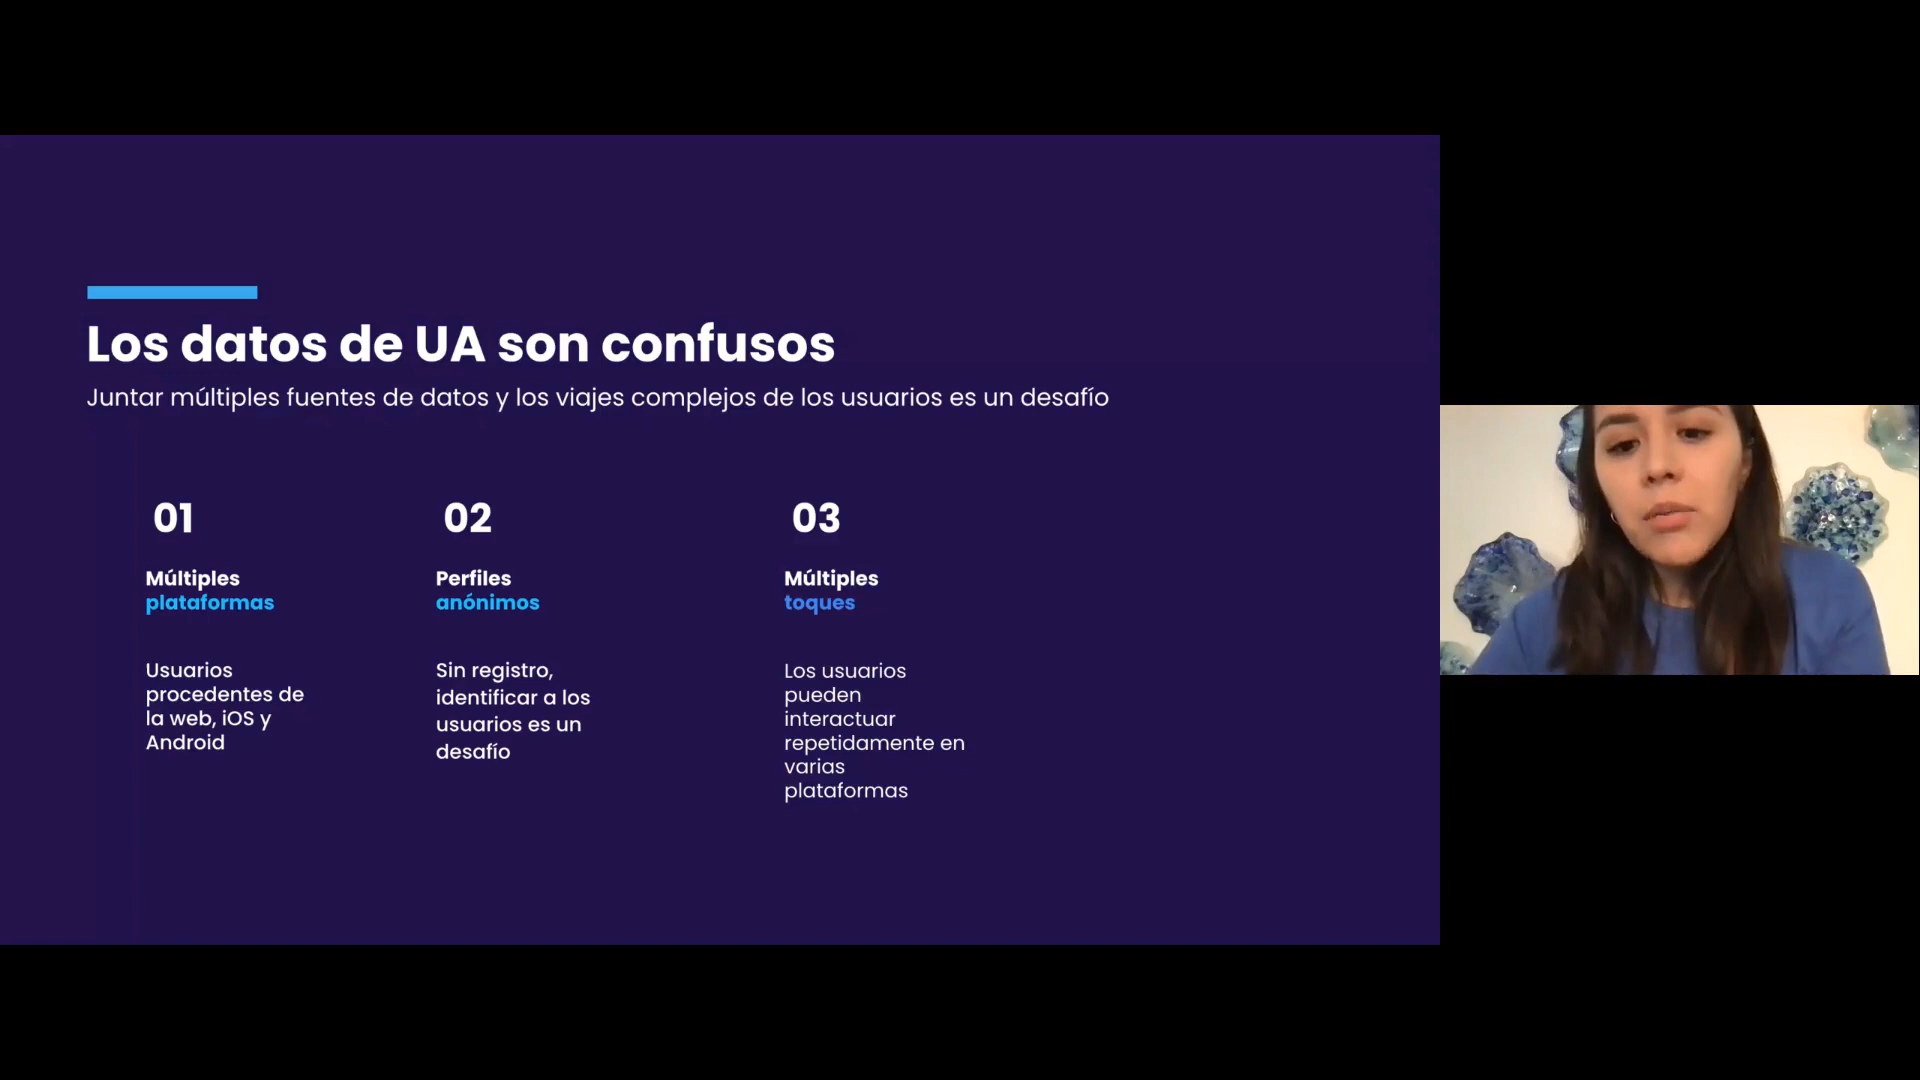 Los datos de UA son confusos
Juntar múltiples fuentes de datos y los viajes complejos de los usuarios es un desafío
01
Múltiples
plataformas
Usuarios
procedentes de
la web, iOS y
Android
02
Perfiles
anónimos
Sin registro,
identificar a los
usuarios es un
desafío
03
Múltiples
toques
Los usuarios
pueden
interactuar
repetidamente en
varias
plataformas